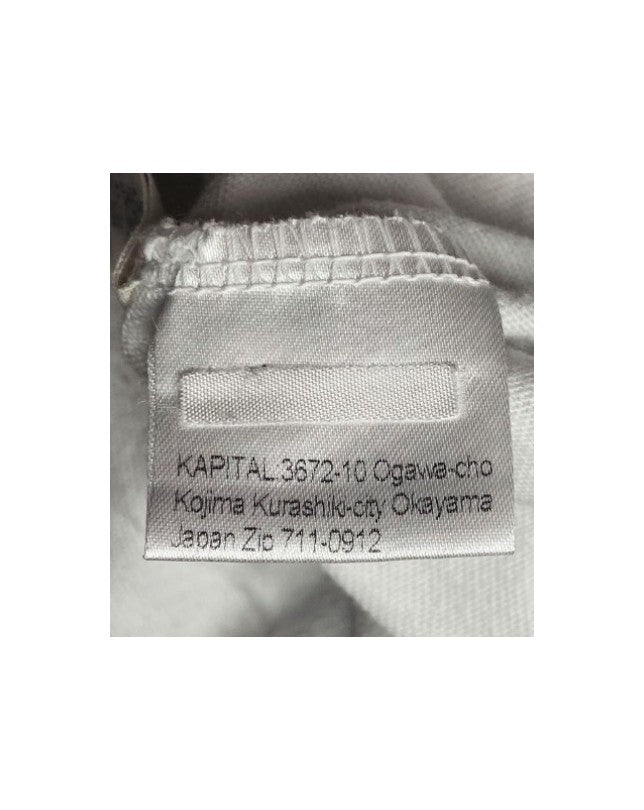 KAPITAL:3672-10 Ogawa-cho
Kojima Kurashiki-city Okayama
Japan Zip 711-0912